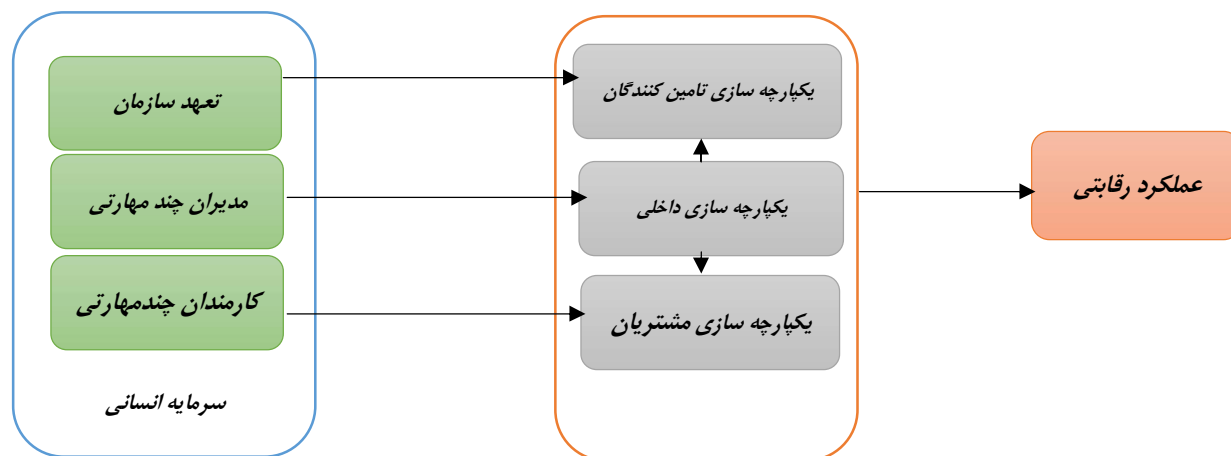 تعهد سازمان
مدیران چند مهارتی
کارمندان چندمهارتی
سرمایه انسانی
یکپارچه سازی تامین کنندگان
یکپارچه سازی داخلی
یکپارچه سازی مشتریان
عملکرد رقابتی